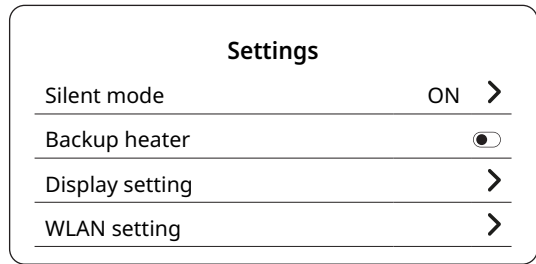 Settings
Silent mode ON
Backup heater
Display setting
WLAN setting